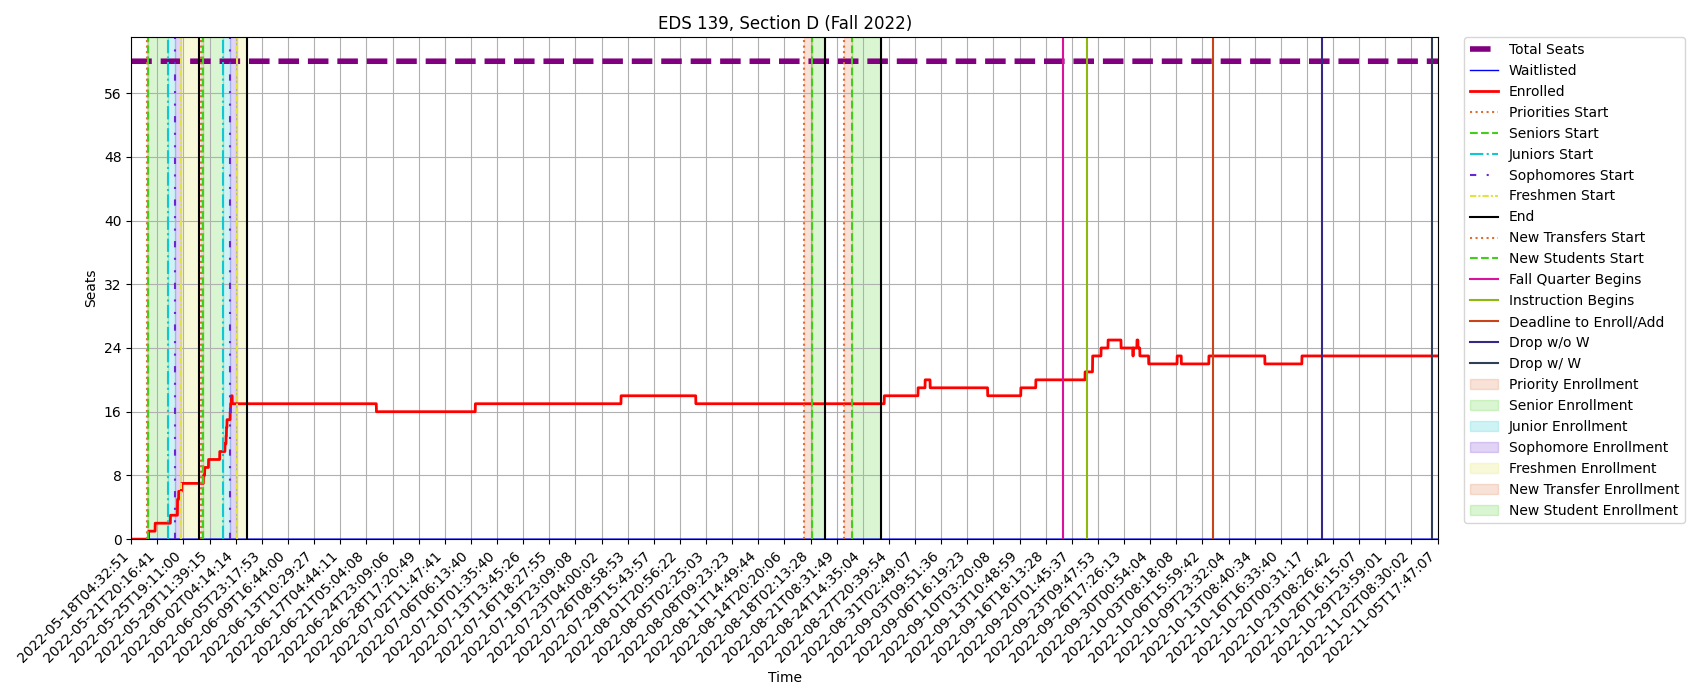 EDS 139, Section D (Fall 2022)
Seats
56
48
40
32
24
16
8
0
2022-05-18T04:32:51
2022-05-21T20:16:41
2022-05-25T19:11:00
2022-05-29T11:39:15
2022-06-02T04:14:14
2022-06-05T23:17:53
2022-06-09T16:44:00
2022-06-13T10:29:27
2022-06-17T04:44:11
2022-06-21T05:04:08
2022-06-24T23:09:06
2022-06-28T17:20:49
2022-07-02T11:47:41
2022-07-06T06:13:40
2022-07-10T01:35:40
2022-07-13T13:45:26
2022-07-16T18:27:55
2022-07-19T23:09:08
2022-07-23T04:00:02
2022-07-26T08:58:53
2022-07-29T15:43:57
2022-08-01T20:56:22
2022-08-05T02:25:03
2022-08-08T09:23:23
2022-08-11T14:49:44
2022-08-14T20:20:06
2022-08-18T02:13:28
2022-08-21T08:31:49
2022-08-24T14:35:04
2022-08-27T20:39:54
2022-08-31T02:49:07
2022-09-03T09:51:36
2022-09-06T16:19:23
2022-09-10T03:20:08
2022-09-13T10:48:59
2022-09-16T18:13:28
2022-09-20T01:45:37
2022-09-23T09:47:53
2022-09-26T17:26:13
2022-09-30T00:54:04
2022-10-03T08:18:08
2022-10-06T15:59:42
2022-10-09T23:32:04
2022-10-13T08:40:34
2022-10-16T16:33:40
2022-10-20T00:31:17
2022-10-23T08:26:42
2022-10-26T16:15:07
2022-10-29T23:59:01
2022-11-02T08:30:02
2022-11-05T17:47:07
Time
Total Seats
Waitlisted
Enrolled
Priorities Start
Seniors Start
Juniors Start
Sophomores Start
Freshmen Start
End
New Transfers Start
New Students Start
Fall Quarter Begins
Instruction Begins
Deadline to Enroll/Add
Drop w/o W
Drop w/ W
Priority Enrollment
Senior Enrollment
Junior Enrollment
Sophomore Enrollment
Freshmen Enrollment
New Transfer Enrollment
New Student Enrollment